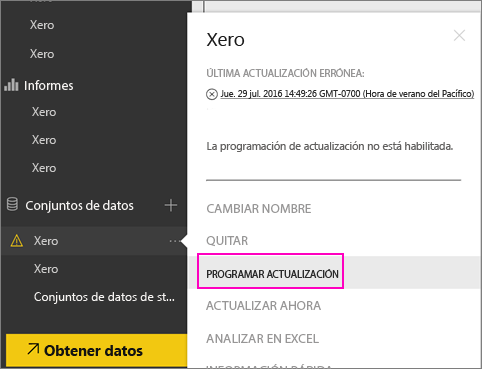 Xero
Xero
Informes
Xero
Xero
Xero
Conjuntos de datos
Xero
Xero
Conjuntos de datos de st...
Obtener datos
Xero
ÚLTIMA ACTUALIZACIÓN ERRÓNEA:
Jue. 29 jul. 2016 14:49:26 GMT-0700 (Hora de verano del Pacífico)
La programación de actualización no está habilitada.
CAMBIAR NOMBRE
QUITAR
PROGRAMAR ACTUALIZACIÓN
ACTUALIZAR AHORA
ANALIZAR EN EXCEL
INFORMACIÓN RÁPIDA